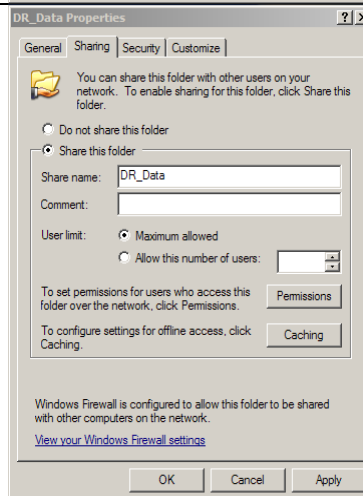 DR_Data Properties
General Sharing Security Customize
You can share this folder with other users on your
network. To enable sharing for this folder, click Share this
folder.
Do not share this folder
Share this folder
Share name: DR_Data
Comment:
User limit: Maximum allowed
Allow this number of users:
To set permissions for users who access this
folder over the network, click Permissions.
Permissions
To configure settings for offline access, click
Caching.
Caching
Windows Firewall is configured to allow this folder to be shared
with other computers on the network.
View your Windows Firewall settings
OK Cancel Apply